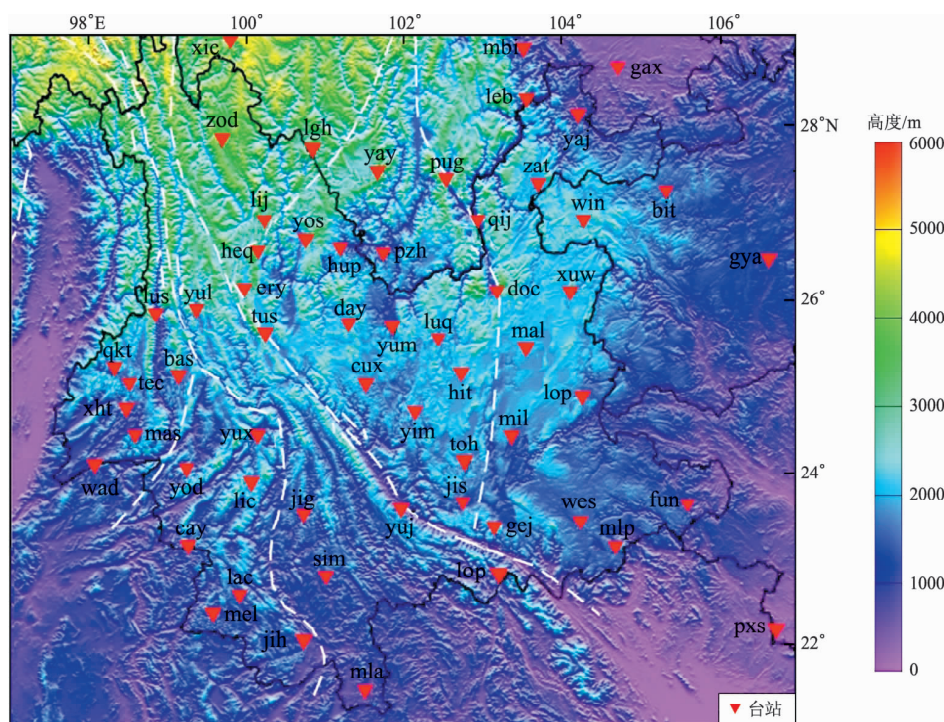 98°E 100° 102° 104° 106°
xie
mbi
gax
leb
yaj
28°N
zod
lgh
yay
pug
zat
bit
lij
yos
qij
win
heq
hup
pzh
gya
ery
doc
xuw
lus
yul
tus
day
yum
luq
mal
26°
qkt
tec
bas
cux
hit
lop
xht
mas
yux
yim
toh
mil
24°
wad
yod
lic
jig
yuj
jis
gej
wes
fun
mlp
cay
sim
lop
lac
mel
jih
pxs
22°
mla
台站
高度/m
6000
5000
4000
3000
2000
1000
0